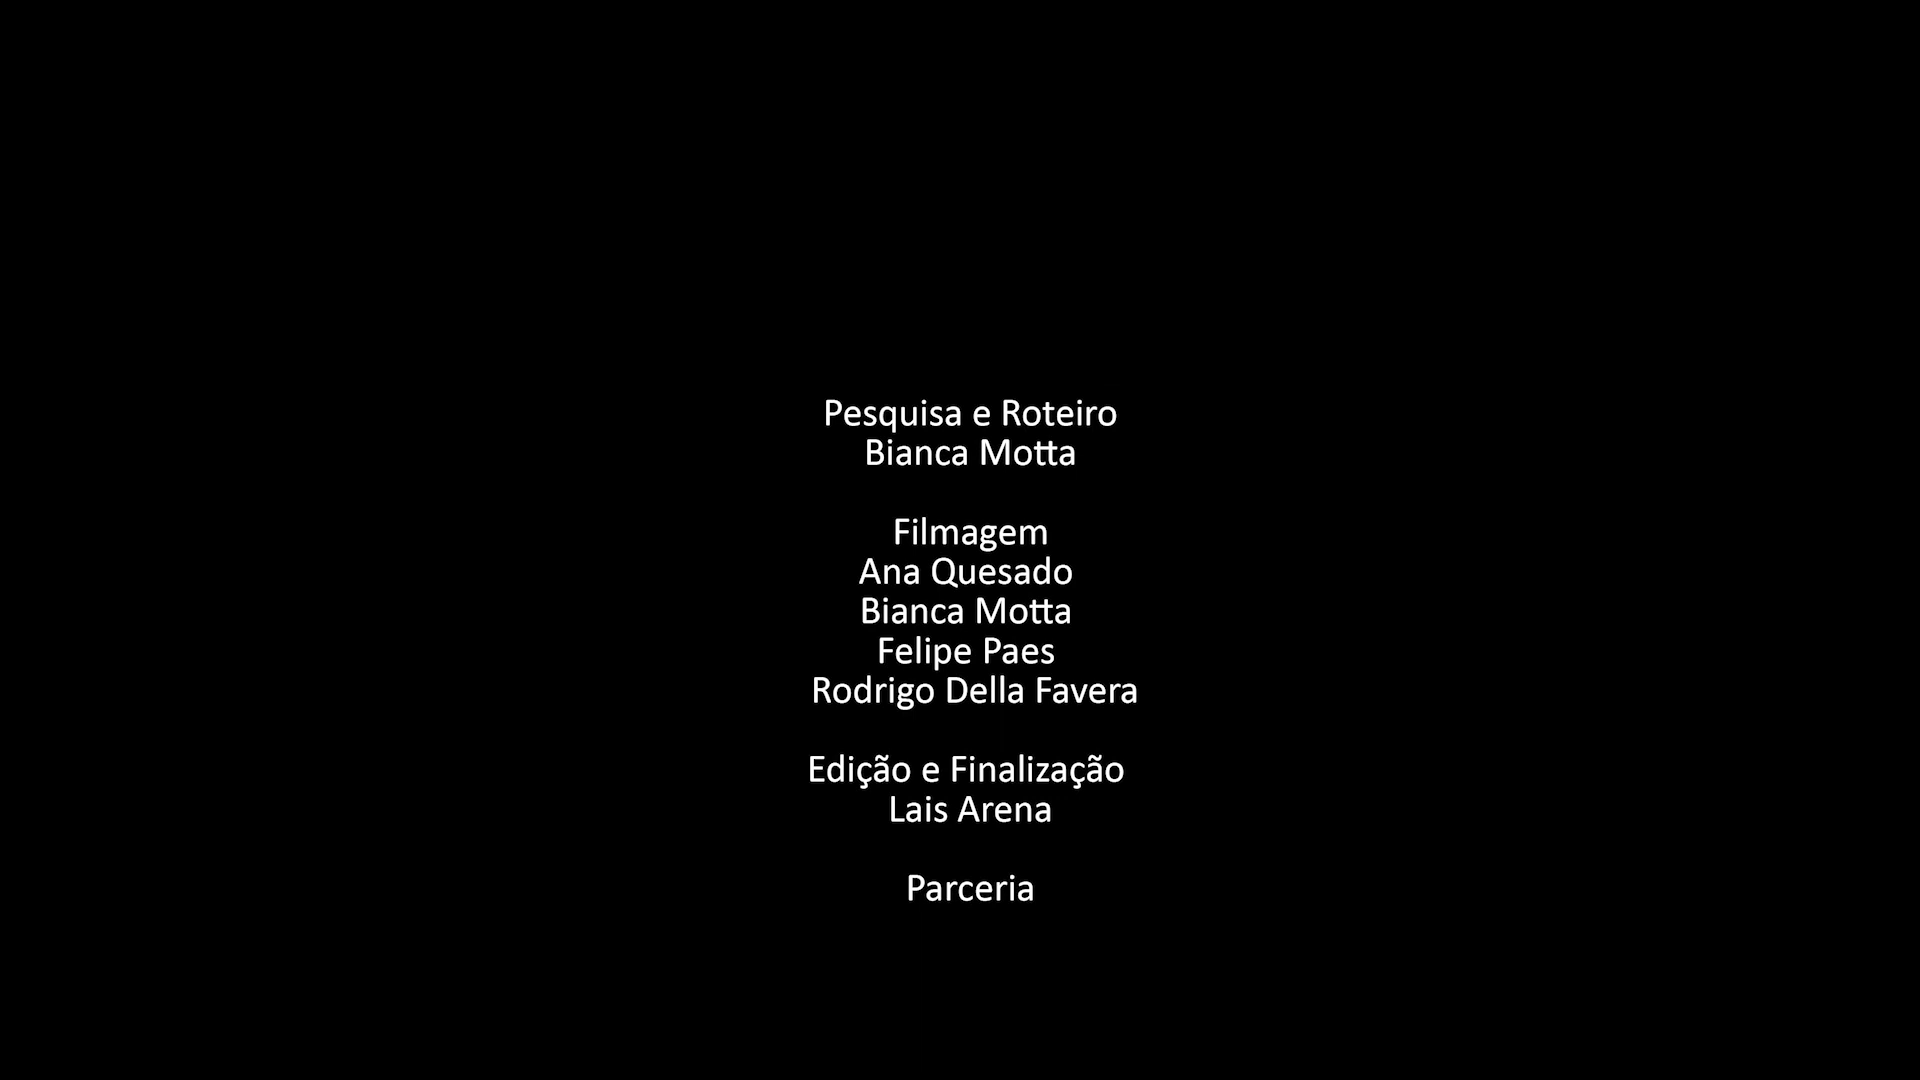 Pesquisa e Roteiro
Bianca Motta
Filmagem
Ana Quesado
Bianca Motta
Felipe Paes
Rodrigo Della Favera
Edição e Finalização
Lais Arena
Parceria